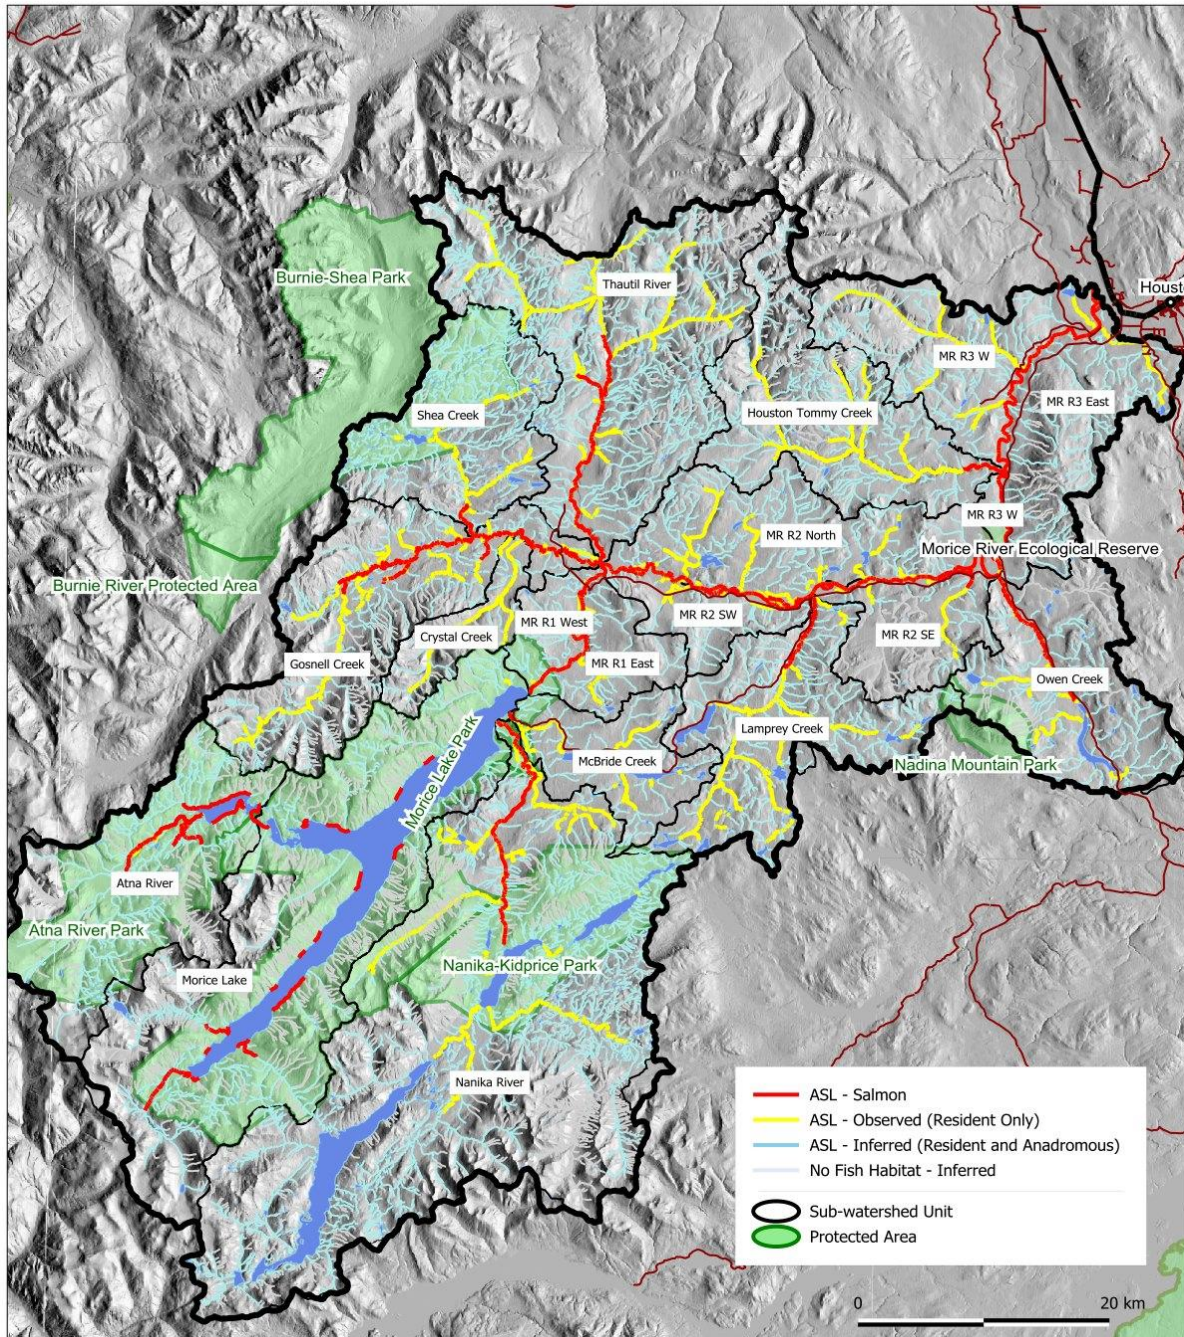 Burnie-Shea Park
Thautil River
Houst
MR R3 W
MR R3 East
Shea Creek
Houston Tommy Creek
MR R3 W
MR R2 North
Morice River Ecological Reserve
Burnie River Protected Area
MR R2 SW
MR R1 West
Crystal Creek
MR R2 SE
Gosnell Creek
MR R1 East
Owen Creek
Morice Lake Park
Lamprey Creek
McBride Creek
Nadina Mountain Park
Atna River
Atna River Park
Nanika-Kidprice Park
Morice Lake
Nanika River
ASL - Salmon
ASL - Observed (Resident Only)
ASL - Inferred (Resident and Anadromous)
No Fish Habitat - Inferred
Sub-watershed Unit
Protected Area
0 20 km